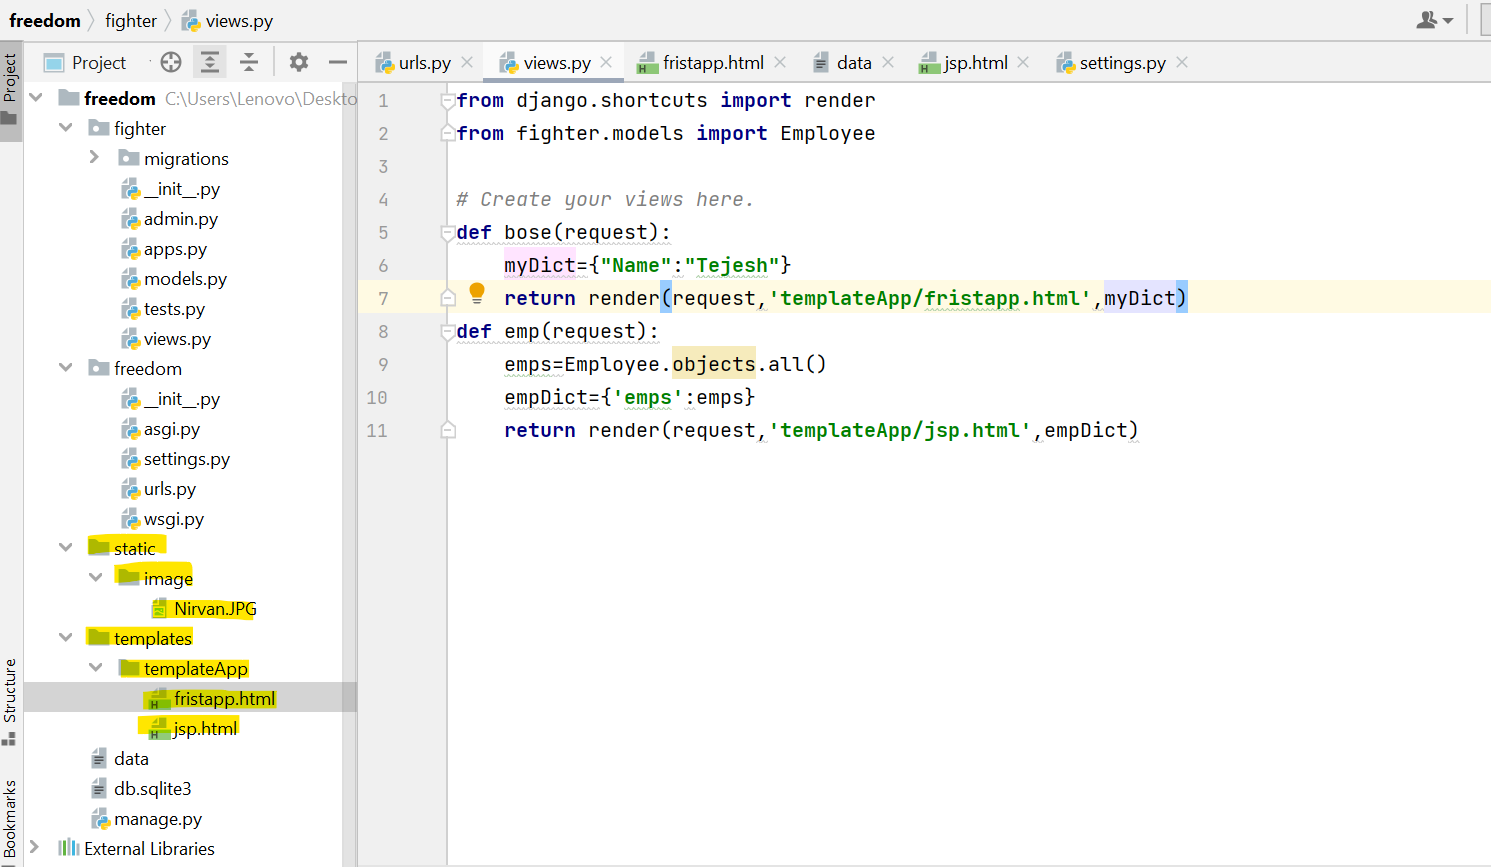 freedom fighter views.py
Project
urls.py views.py fristapp.html data jsp.html settings.py
Project
freedom C:\Users\Lenovo\Deskto
fighter
migrations
__init__.py
admin.py
apps.py
models.py
tests.py
views.py
freedom
__init__.py
asgi.py
settings.py
urls.py
wsgi.py
static
image
Nirvan.JPG
templates
templateApp
fristapp.html
jsp.html
data
db.sqlite3
manage.py
External Libraries
Structure
Bookmarks
1 from django.shortcuts import render
2 from fighter.models import Employee
3
4 # Create your views here.
5 def bose(request):
6 myDict={"Name":"Tejesh"}
7 return render(request,'templateApp/fristapp.html',myDict)
8 def emp(request):
9 emps=Employee.objects.all()
10 empDict={'emps':emps}
11 return render(request,'templateApp/jsp.html',empDict)